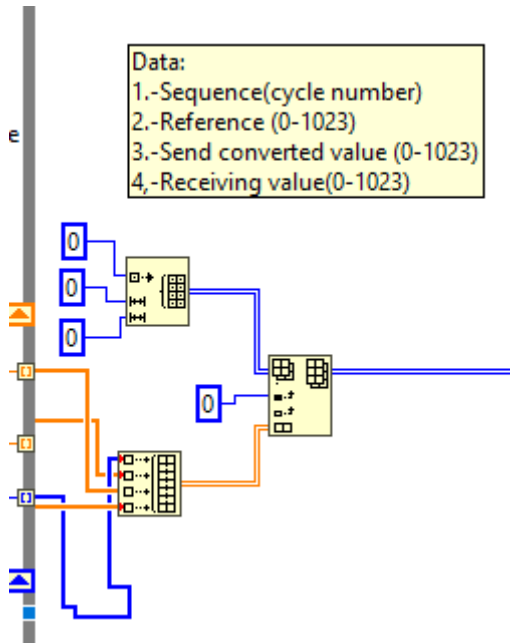 Data:
1.-Sequence(cycle number)
2.-Reference (0-1023)
3.-Send converted value (0-1023)
4,-Receiving value(0-1023)
e
0
0
0
0